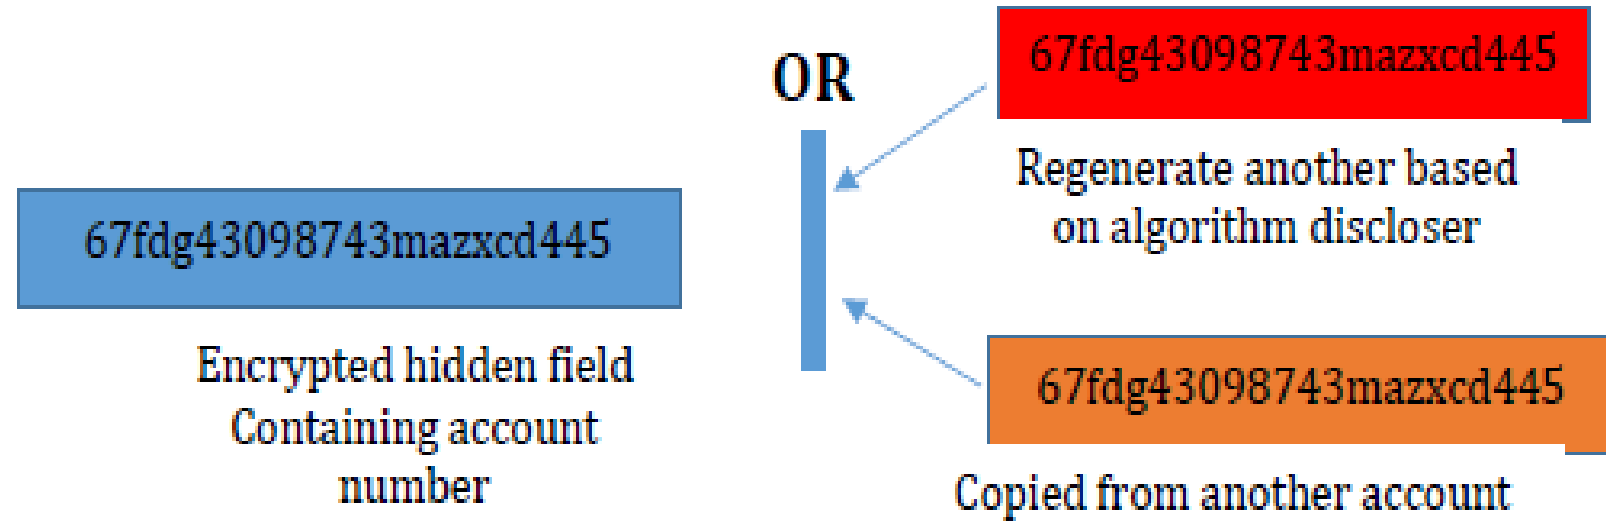 67fdg43098743mazxcd445
Encrypted hidden field
Containing account
number
OR
67fdg43098743mazxcd445
Regenerate another based
on algorithm discloser
67fdg43098743mazxcd445
Copied from another account